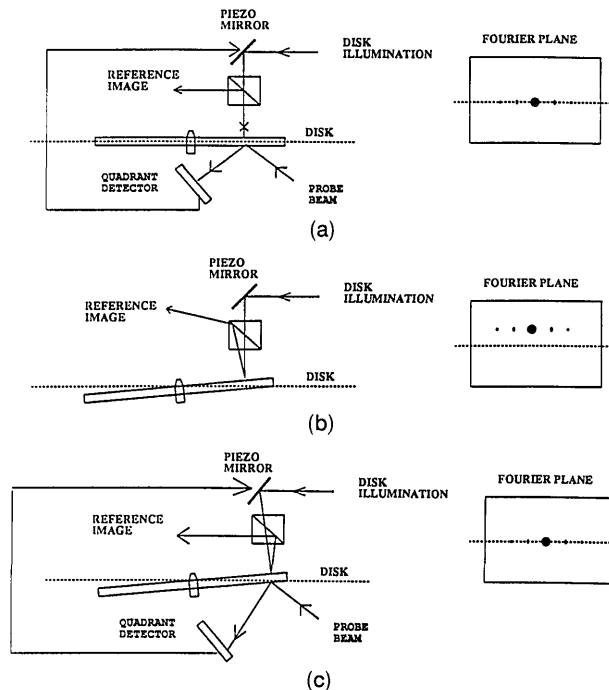 PIEZO
MIRROR
DISK
ILLUMINATION
REFERENCE
IMAGE
DISK
QUADRANT
DETECTOR
PROBE
BEAM
FOURIER PLANE
(a)
PIEZO
MIRROR
DISK
ILLUMINATION
REFERENCE
IMAGE
DISK
FOURIER PLANE
(b)
PIEZO
MIRROR
DISK
ILLUMINATION
REFERENCE
IMAGE
DISK
QUADRANT
DETECTOR
PROBE
BEAM
FOURIER PLANE
(c)